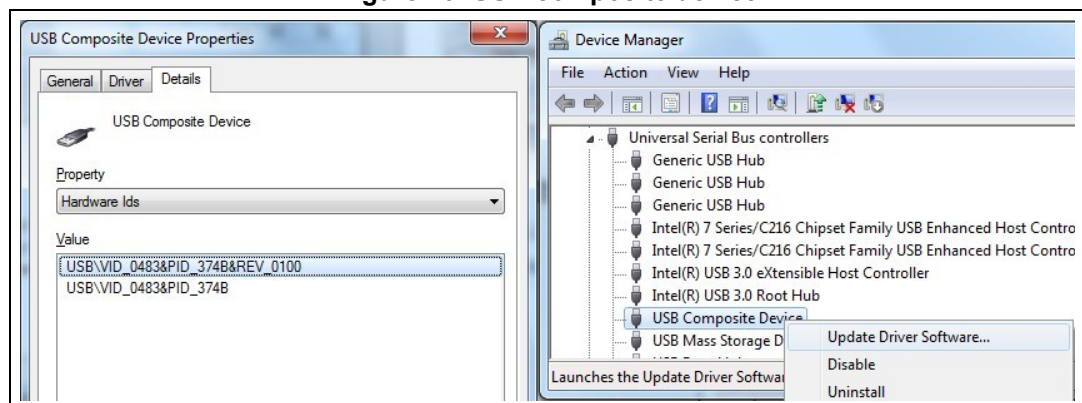 USB Composite Device Properties
General Driver Details
USB Composite Device
Property
Hardware Ids
Value
USB\VID_0483&PID_374B&REV_0100
USB\VID_0483&PID_374B
Device Manager
File Action View Help
Universal Serial Bus controllers
Generic USB Hub
Generic USB Hub
Generic USB Hub
Intel(R) 7 Series/C216 Chipset Family USB Enhanced Host Contro
Intel(R) 7 Series/C216 Chipset Family USB Enhanced Host Contro
Intel(R) USB 3.0 eXtensible Host Controller
Intel(R) USB 3.0 Root Hub
USB Composite Device
USB Mass Storage D
Launches the Update Driver Softwa
Update Driver Software...
Disable
Uninstall